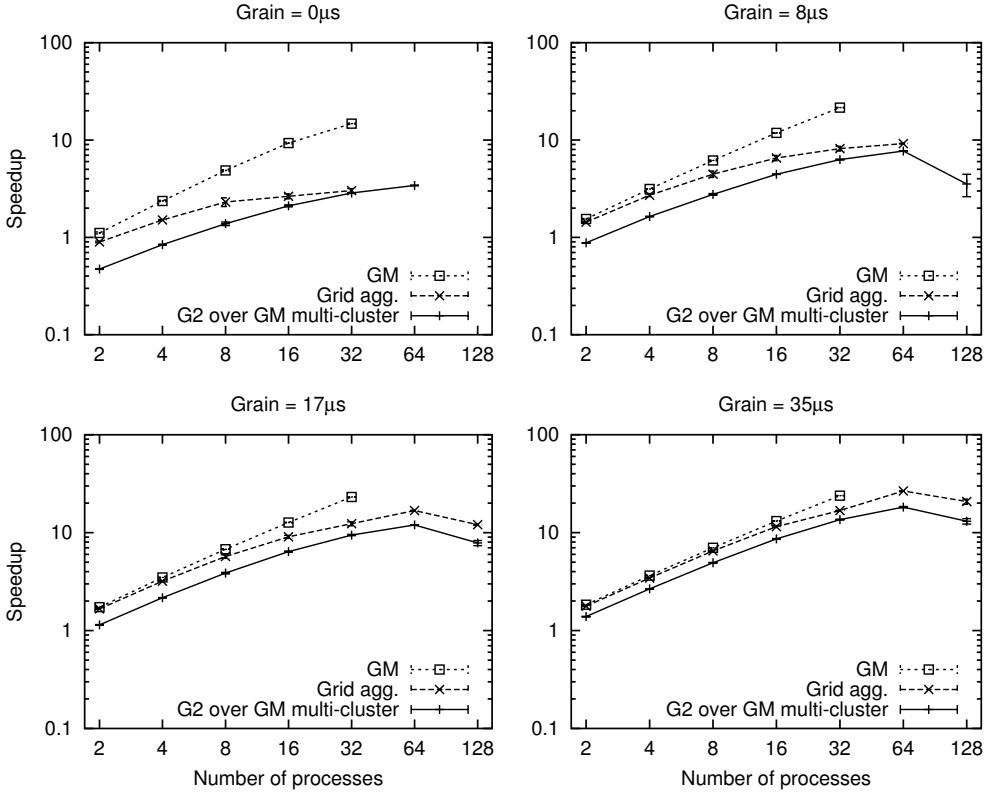 Grain = 0μs
100
10
1
0.1
Speedup
GM
Grid agg.
G2 over GM multi-cluster
2 4 8 16 32 64 128
Grain = 8μs
100
10
1
0.1
GM
Grid agg.
G2 over GM multi-cluster
2 4 8 16 32 64 128
Grain = 17μs
100
10
1
0.1
Speedup
GM
Grid agg.
G2 over GM multi-cluster
2 4 8 16 32 64 128
Number of processes
Grain = 35μs
100
10
1
0.1
GM
Grid agg.
G2 over GM multi-cluster
2 4 8 16 32 64 128
Number of processes